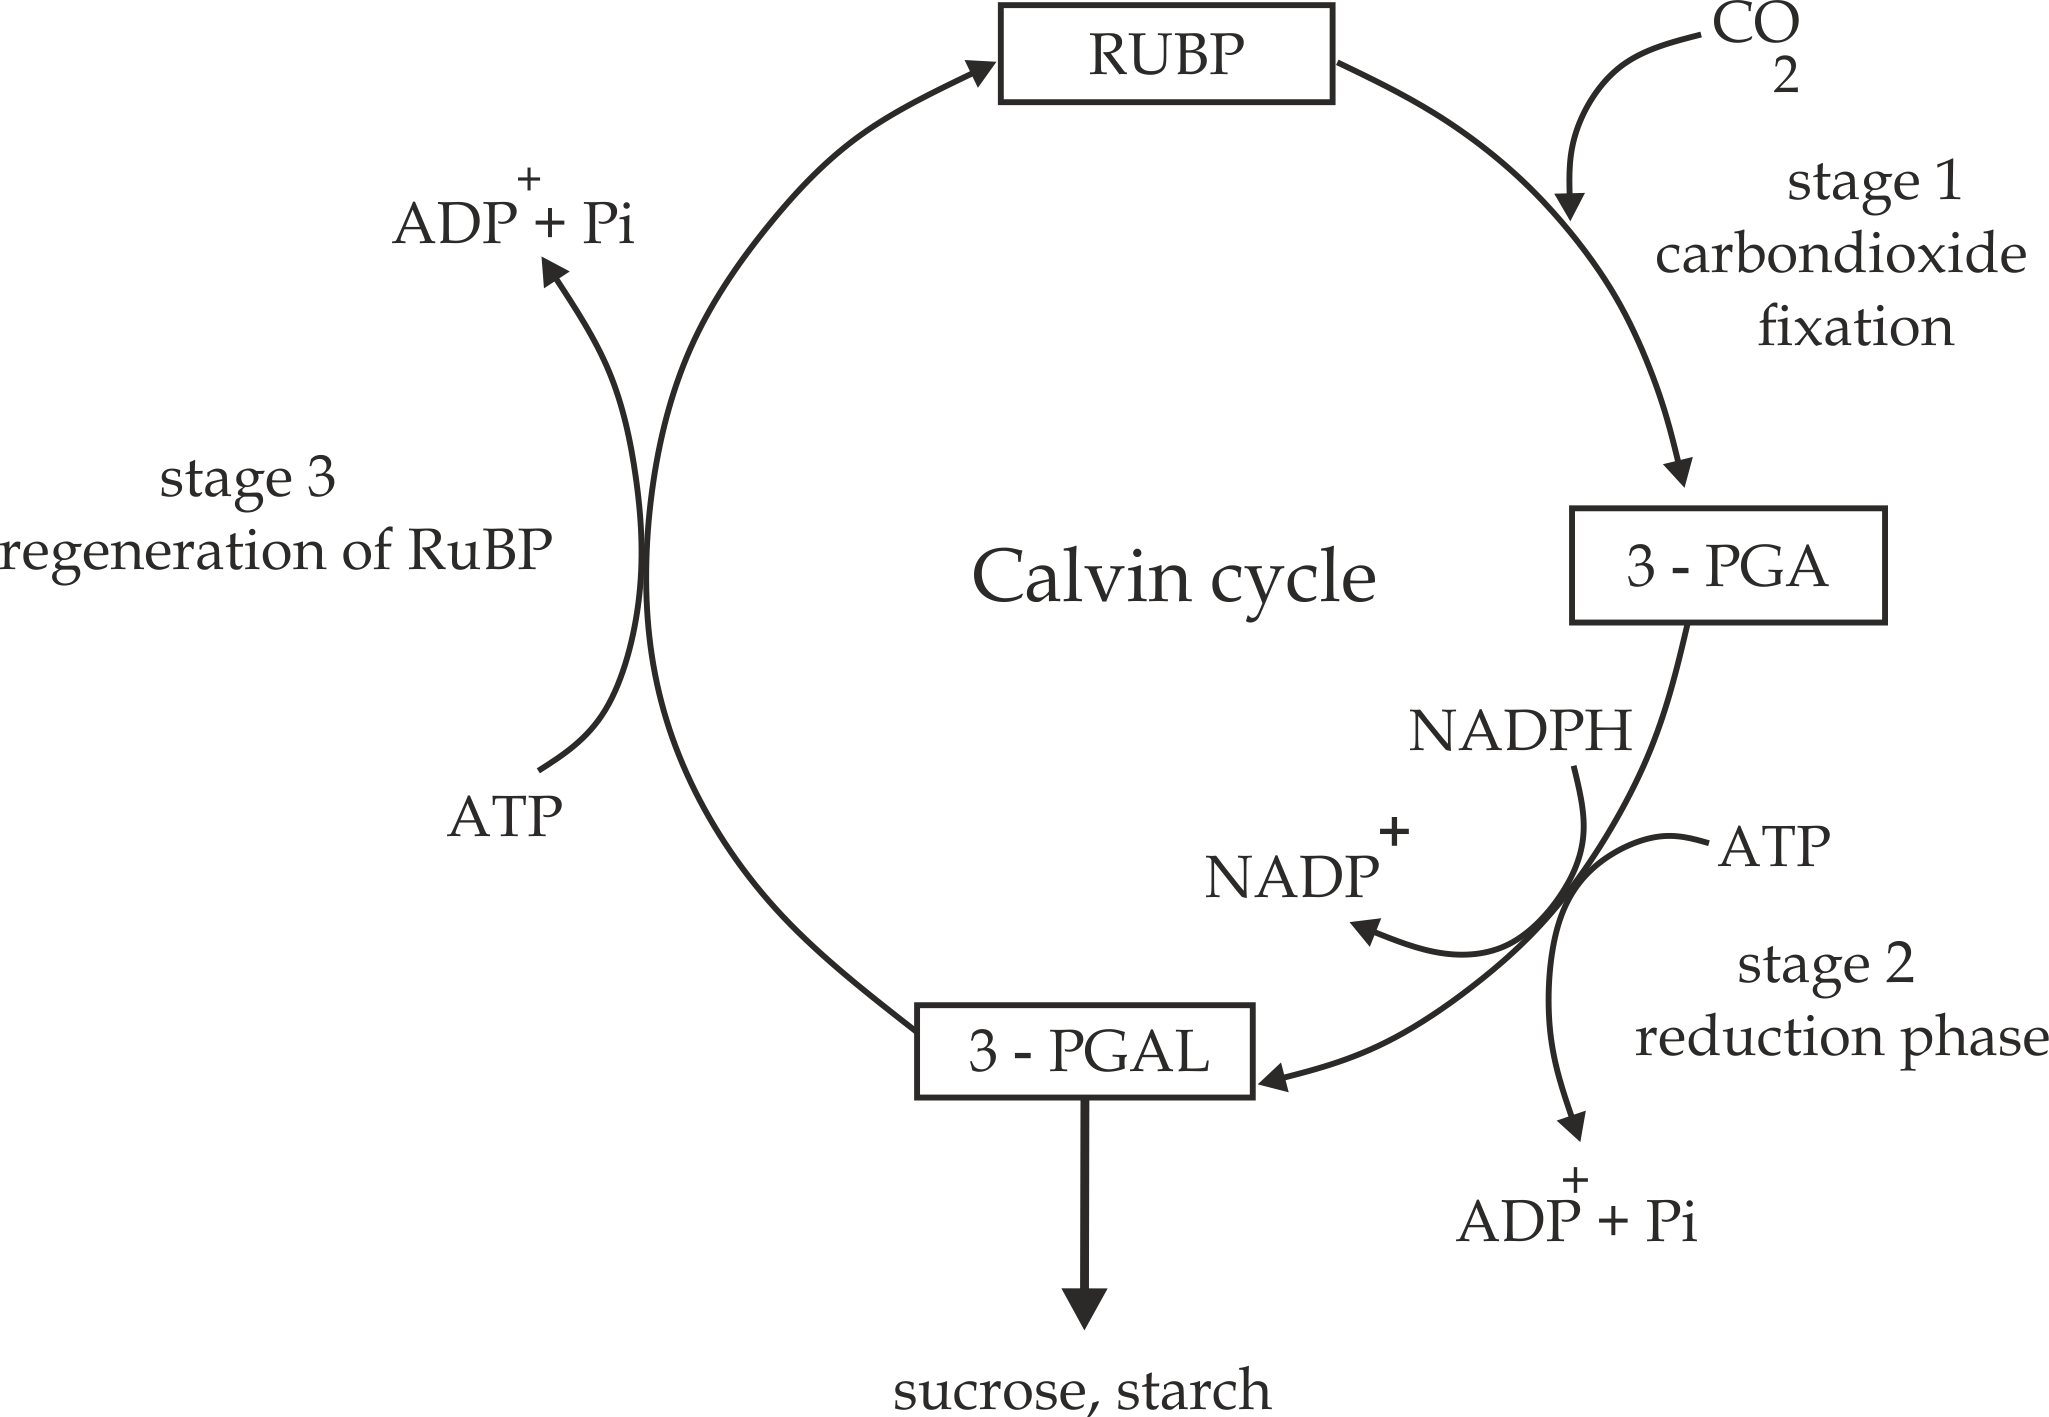 RUBP
CO
2
stage 1
carbondioxide
fixation
+
ADP + Pi
stage 3
regeneration of RuBP
Calvin cycle
3 - PGA
NADPH
ATP
+
NADP
ATP
stage 2
reduction phase
3 - PGAL
+
ADP + Pi
sucrose, starch